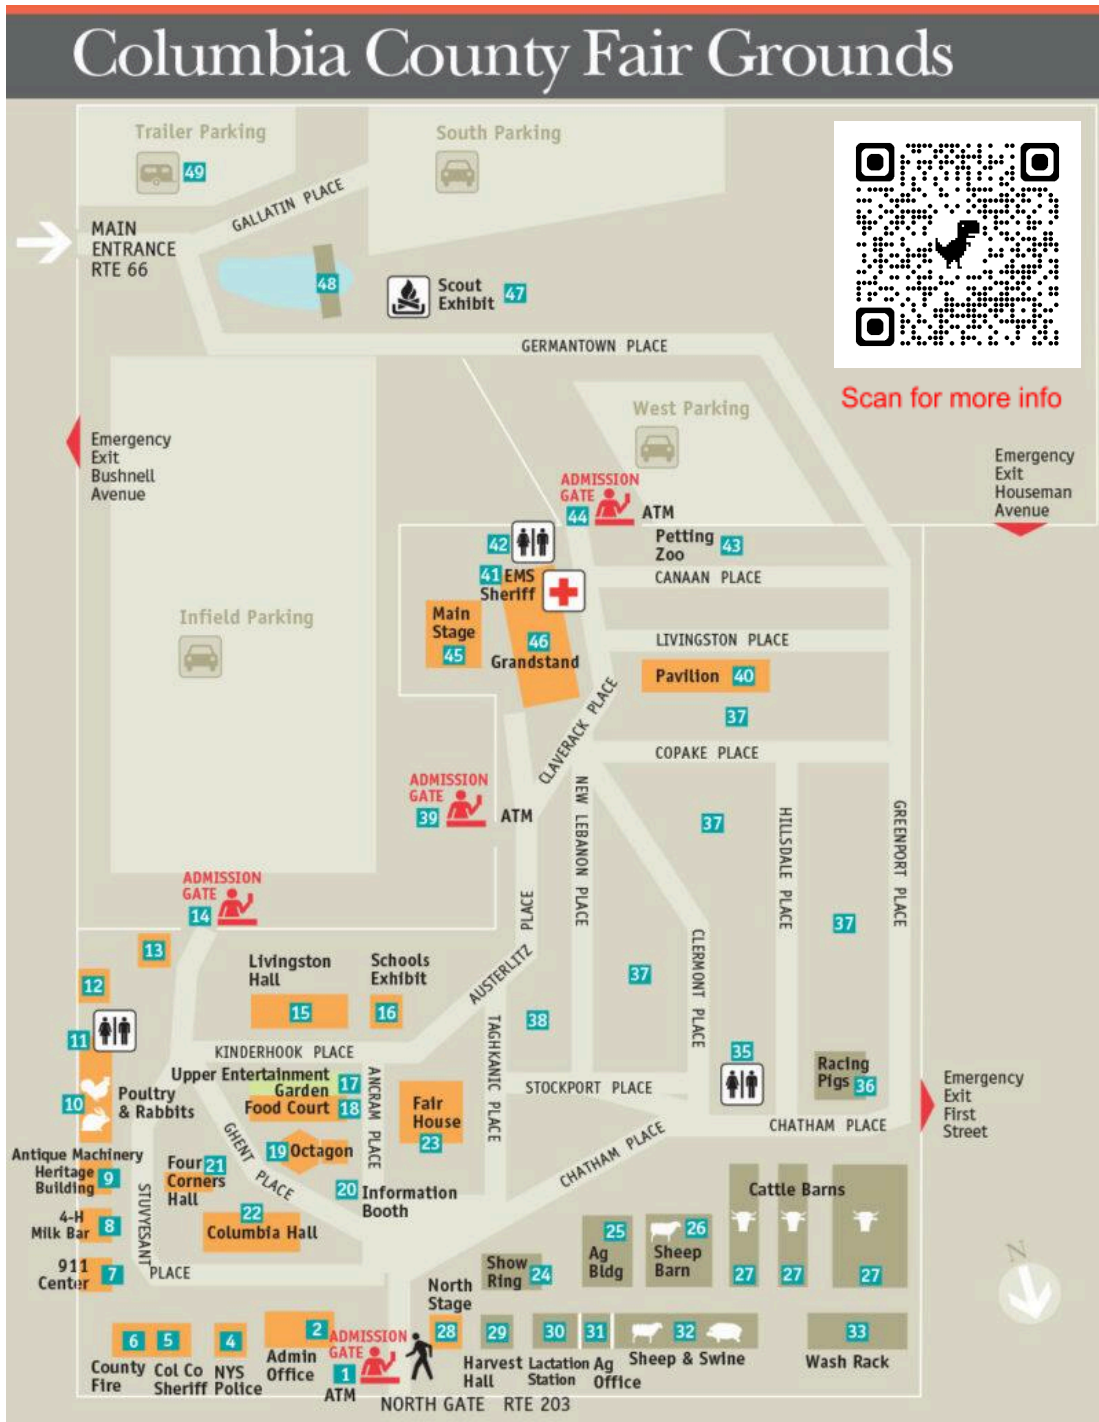 Columbia County Fair Grounds
Trailer Parking
49
South Parking
GALLATIN PLACE
MAIN
ENTRANCE
RTE 66
48
Scout
Exhibit
47
GERMANTOWN PLACE
Scan for more info
West Parking
Emergency
Exit
Bushnell
Avenue
Emergency
Exit
Houseman
Avenue
ADMISSION
GATE
44
ATM
42
Petting
Zoo
43
41 EMS
Sheriff
CANAAN PLACE
Main
Stage
45
46
Grandstand
Infield Parking
LIVINGSTON PLACE
Pavilion 40
37
CLAVERACK PLACE
COPAKE PLACE
ADMISSION
GATE
39
ATM
NEW LEBANON PLACE
37
HILLSDALE PLACE
GREENPORT PLACE
ADMISSION
GATE
14
37
13
12
Livingston
Hall
15
Schools
Exhibit
16
AUSTERLITZ PLACE
37
CLERMONT PLACE
38
TAGHKANIC PLACE
11
KINDERHOOK PLACE
35
Racing
Pigs 36
Upper Entertainment
Garden
17
Food Court 18
ANCRAM PLACE
STOCKPORT PLACE
Emergency
Exit
First
Street
10
Poultry
& Rabbits
Fair
House
23
CHATHAM PLACE
CHATHAM PLACE
GHENT PLACE
19 Octagon
Antique Machinery
Heritage
Building 9
Four
Corners
Hall
21
20 Information
Booth
Cattle Barns
27
27
27
4-H
Milk Bar 8
STUVYESANT
PLACE
22
Columbia Hall
25
Ag
Bldg
26
Sheep
Barn
911
Center 7
Show
Ring 24
North
Stage
28
6
County
Fire
5
Col Co
Sheriff
4
NYS
Police
2
Admin
Office
ADMISSION
GATE
1
ATM
29
Harvest
Hall
30
Lactation
Station
31
Ag
Office
32
Sheep & Swine
33
Wash Rack
N
NORTH GATE RTE 203